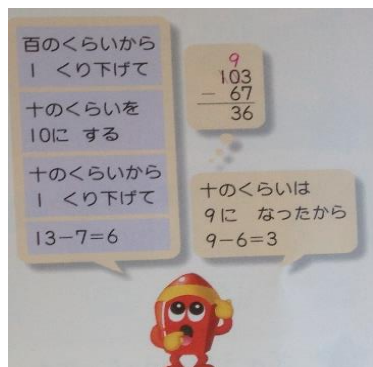 百のくらいから
1 くり下げて
十のくらいを
10に する
十のくらいから
1 くり下げて
13-7=6
9
103
- 67
36
十のくらいは
9に なったから
9-6=3